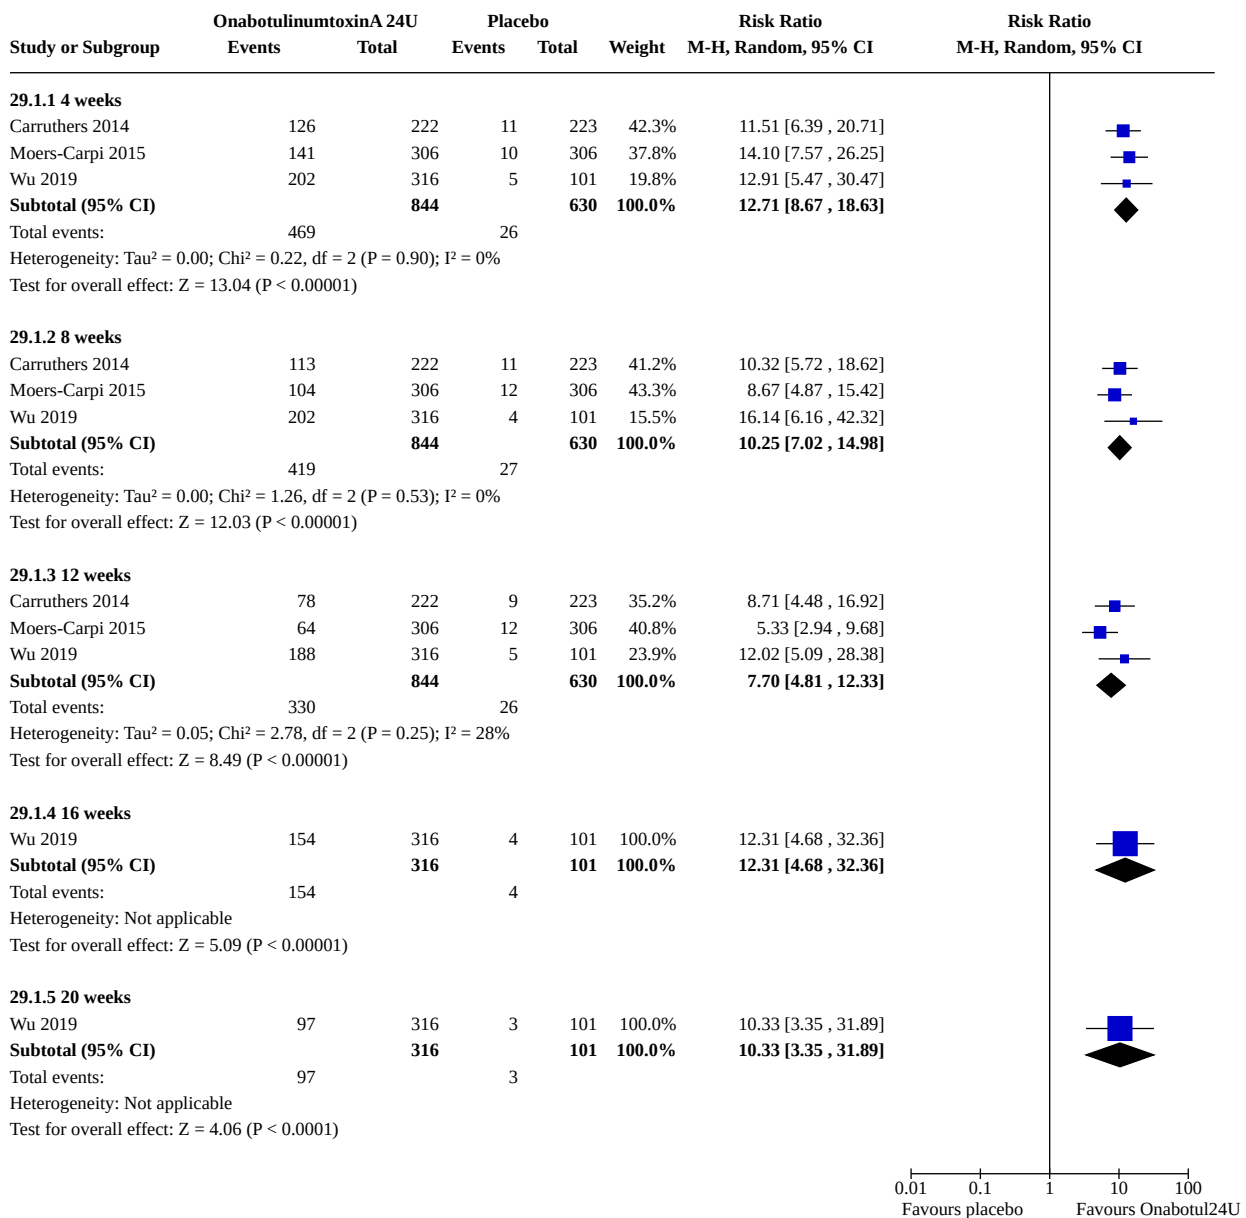 OnabotulinumtoxinA 24U Placebo Risk Ratio Risk Ratio
Study or Subgroup Events Total Events Total Weight M-H, Random, 95% CI M-H, Random, 95% CI
29.1.1 4 weeks
Carruthers 2014 126 222 11 223 42.3% 11.51 [6.39 , 20.71]
Moers-Carpi 2015 141 306 10 306 37.8% 14.10 [7.57 , 26.25]
Wu 2019 202 316 5 101 19.8% 12.91 [5.47 , 30.47]
Subtotal (95% CI) 844 630 100.0% 12.71 [8.67 , 18.63]
Total events: 469 26
Heterogeneity: Tau² = 0.00; Chi² = 0.22, df = 2 (P = 0.90); I² = 0%
Test for overall effect: Z = 13.04 (P < 0.00001)
29.1.2 8 weeks
Carruthers 2014 113 222 11 223 41.2% 10.32 [5.72 , 18.62]
Moers-Carpi 2015 104 306 12 306 43.3% 8.67 [4.87 , 15.42]
Wu 2019 202 316 4 101 15.5% 16.14 [6.16 , 42.32]
Subtotal (95% CI) 844 630 100.0% 10.25 [7.02 , 14.98]
Total events: 419 27
Heterogeneity: Tau² = 0.00; Chi² = 1.26, df = 2 (P = 0.53); I² = 0%
Test for overall effect: Z = 12.03 (P < 0.00001)
29.1.3 12 weeks
Carruthers 2014 78 222 9 223 35.2% 8.71 [4.48 , 16.92]
Moers-Carpi 2015 64 306 12 306 40.8% 5.33 [2.94 , 9.68]
Wu 2019 188 316 5 101 23.9% 12.02 [5.09 , 28.38]
Subtotal (95% CI) 844 630 100.0% 7.70 [4.81 , 12.33]
Total events: 330 26
Heterogeneity: Tau² = 0.05; Chi² = 2.78, df = 2 (P = 0.25); I² = 28%
Test for overall effect: Z = 8.49 (P < 0.00001)
29.1.4 16 weeks
Wu 2019 154 316 4 101 100.0% 12.31 [4.68 , 32.36]
Subtotal (95% CI) 316 101 100.0% 12.31 [4.68 , 32.36]
Total events: 154 4
Heterogeneity: Not applicable
Test for overall effect: Z = 5.09 (P < 0.00001)
29.1.5 20 weeks
Wu 2019 97 316 3 101 100.0% 10.33 [3.35 , 31.89]
Subtotal (95% CI) 316 101 100.0% 10.33 [3.35 , 31.89]
Total events: 97 3
Heterogeneity: Not applicable
Test for overall effect: Z = 4.06 (P < 0.0001)
0.01 0.1 1 10 100
Favours placebo Favours Onabotul24U